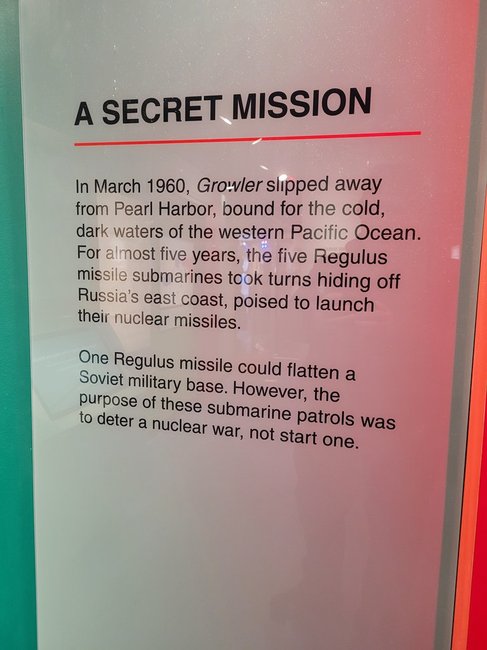 A SECRET MISSION
In March 1960, Growler slipped away
from Pearl Harbor, bound for the cold,
dark waters of the western Pacific Ocean.
For almost five years, the five Regulus
missile submarines took turns hiding off
Russia's east coast, poised to launch
their nuclear missiles.
One Regulus missile could flatten a
Soviet military base. However, the
purpose of these submarine patrols was
to deter a nuclear war, not start one.